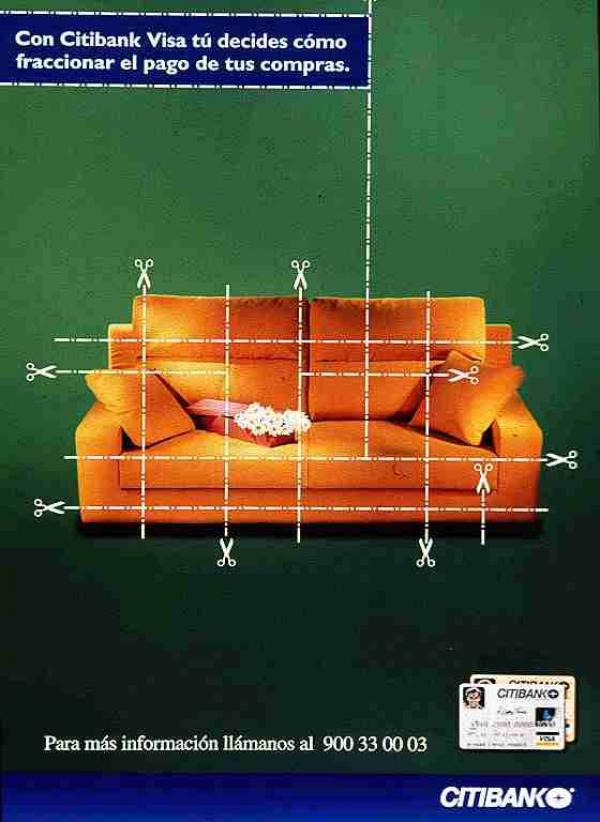 Con Citibank Visa tú decides cómo
fraccionar el pago de tus compras.
CITIBANK
VISA
Para más información llámanos al 900 33 00 03
CITIBANK